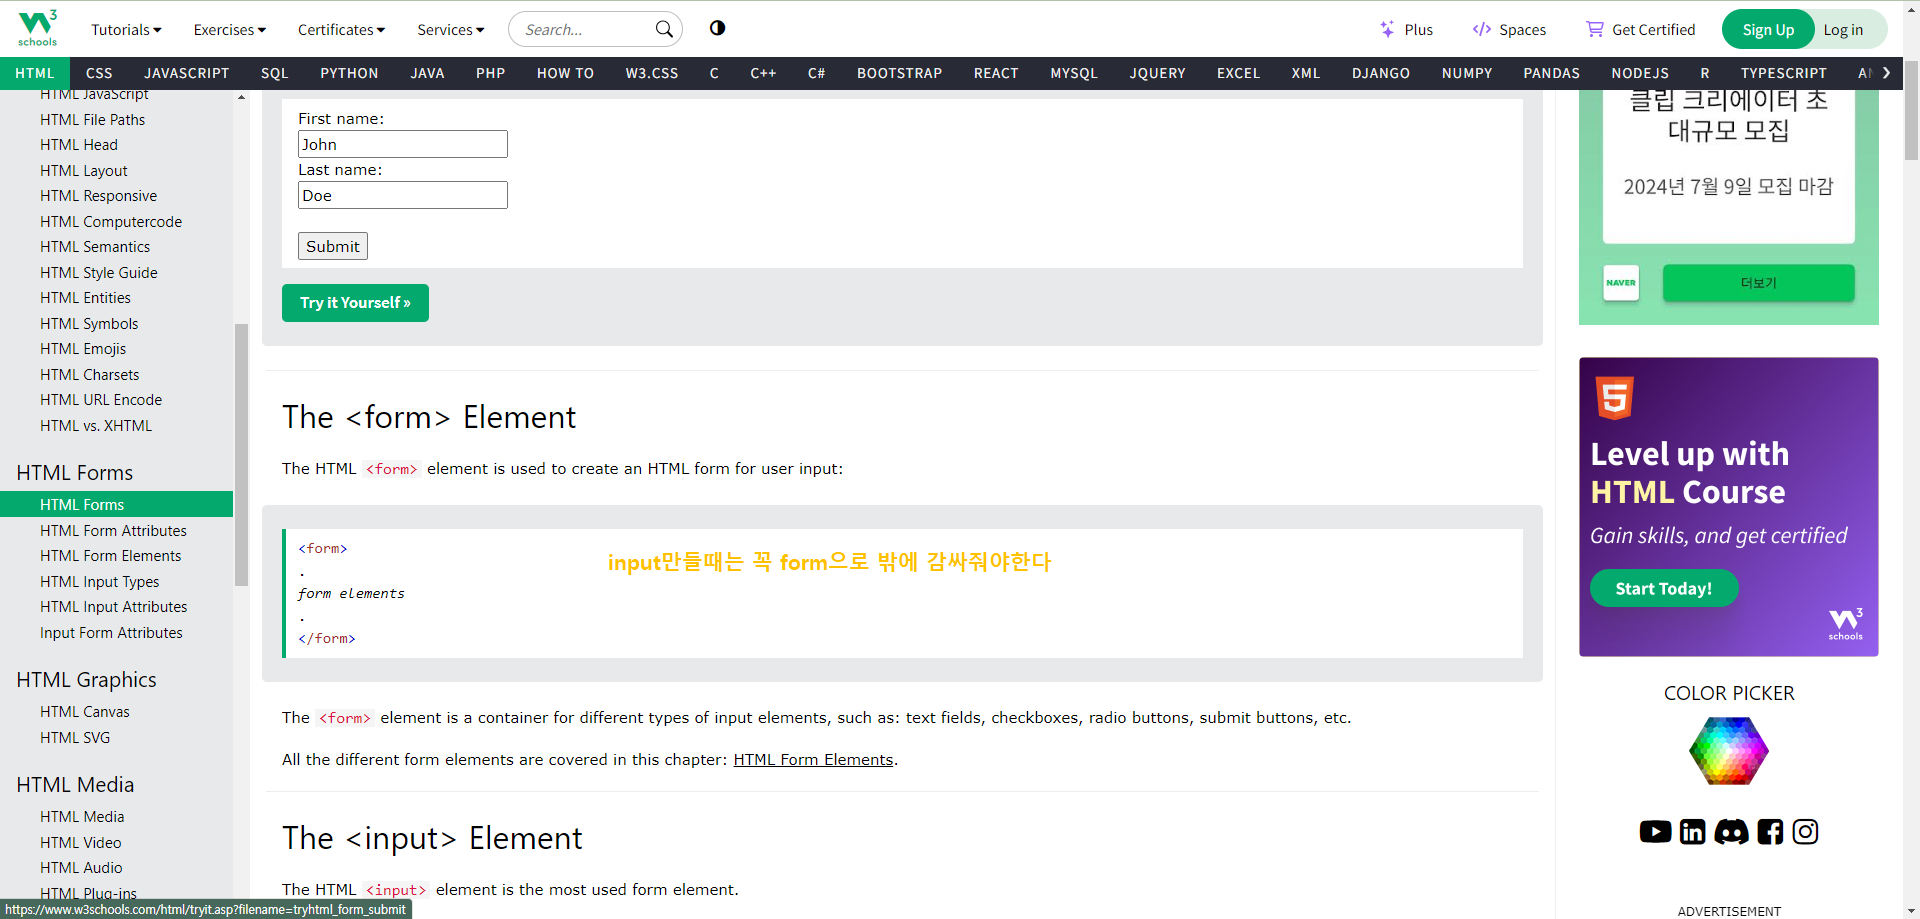 W3 schools
Tutorials Exercises Certificates Services Search... Plus Spaces Get Certified Sign Up Log in
HTML CSS JAVASCRIPT SQL PYTHON JAVA PHP HOW TO W3.CSS C C++ C# BOOTSTRAP REACT MYSQL JQUERY EXCEL XML DJANGO NUMPY PANDAS NODEJS R TYPESCRIPT
HTML JavaScript
HTML File Paths
HTML Head
HTML Layout
HTML Responsive
HTML Computercode
HTML Semantics
HTML Style Guide
HTML Entities
HTML Symbols
HTML Emojis
HTML Charsets
HTML URL Encode
HTML vs. XHTML
HTML Forms
HTML Forms
HTML Form Attributes
HTML Form Elements
HTML Input Types
HTML Input Attributes
Input Form Attributes
HTML Graphics
HTML Canvas
HTML SVG
HTML Media
HTML Media
HTML Video
HTML Audio
HTML Plug-ins
https://www.w3schools.com/html/tryit.asp?filename=tryhtml_form_submit
First name:
John
Last name:
Doe
Submit
Try it Yourself »
The <form> Element
The HTML <form> element is used to create an HTML form for user input:
<form>
.
form elements
.
</form>
input만들때는 꼭 form으로 밖에 감싸줘야한다
The <form> element is a container for different types of input elements, such as: text fields, checkboxes, radio buttons, submit buttons, etc.
All the different form elements are covered in this chapter: HTML Form Elements.
The <input> Element
The HTML <input> element is the most used form element.
클립 크리에이터 초
대규모 모집
2024년 7월 9일 모집 마감
NAVER 더보기
5
Level up with
HTML Course
Gain skills, and get certified
Start Today!
W3 schools
COLOR PICKER
ADVERTISEMENT